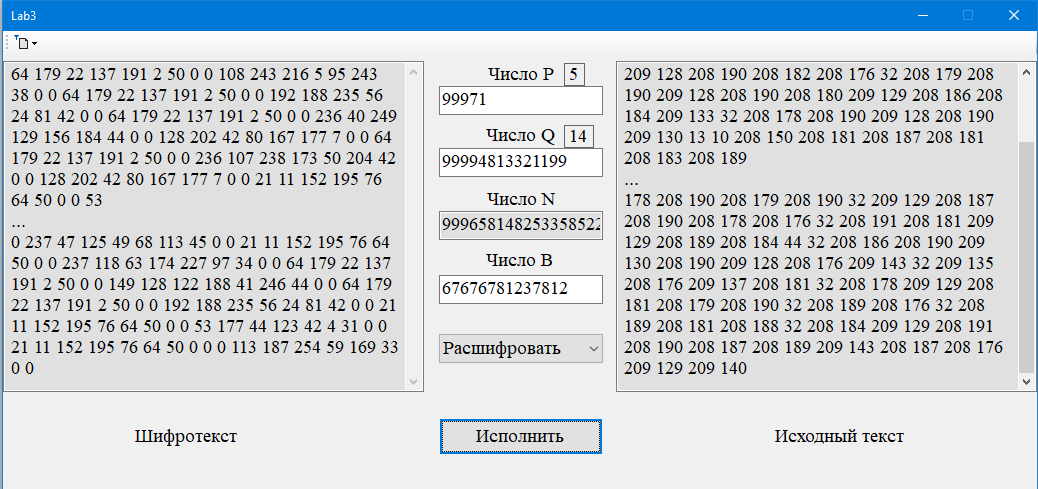 Lab3
64 179 22 137 191 2 50 0 0 108 243 216 5 95 243
38 0 0 64 179 22 137 191 2 50 0 0 192 188 235 56
24 81 42 0 0 64 179 22 137 191 2 50 0 0 236 40 249
129 156 184 44 0 0 128 202 42 80 167 177 7 0 0 64
179 22 137 191 2 50 0 0 236 107 238 173 50 204 42
0 0 128 202 42 80 167 177 7 0 0 21 11 152 195 76
64 50 0 0 53
...
0 237 47 125 49 68 113 45 0 0 21 11 152 195 76 64
50 0 0 237 118 63 174 227 97 34 0 0 64 179 22 137
191 2 50 0 0 149 128 122 188 41 246 44 0 0 64 179
22 137 191 2 50 0 0 192 188 235 56 24 81 42 0 0 21
11 152 195 76 64 50 0 0 53 177 44 123 42 4 31 0 0
21 11 152 195 76 64 50 0 0 0 113 187 254 59 169 33
0 0
Шифротекст
Число P 5
99971
Число Q 14
99994813321199
Число N
999658148253358522
Число B
67676781237812
Расшифровать
Исполнить
209 128 208 190 208 182 208 176 32 208 179 208
190 209 128 208 190 208 180 209 129 208 186 208
184 209 133 32 208 178 208 190 209 128 208 190
209 130 13 10 208 150 208 181 208 187 208 181
208 183 208 189
...
178 208 190 208 179 208 190 32 209 129 208 187
208 190 208 178 208 176 32 208 191 208 181 209
129 208 189 208 184 44 32 208 186 208 190 209
130 208 190 209 128 208 176 209 143 32 209 135
208 176 209 137 208 181 32 208 178 209 129 208
181 208 179 208 190 32 208 189 208 176 32 208
189 208 181 208 188 32 208 184 209 129 208 191
208 190 208 187 208 189 209 143 208 187 208 176
209 129 209 140
Исходный текст